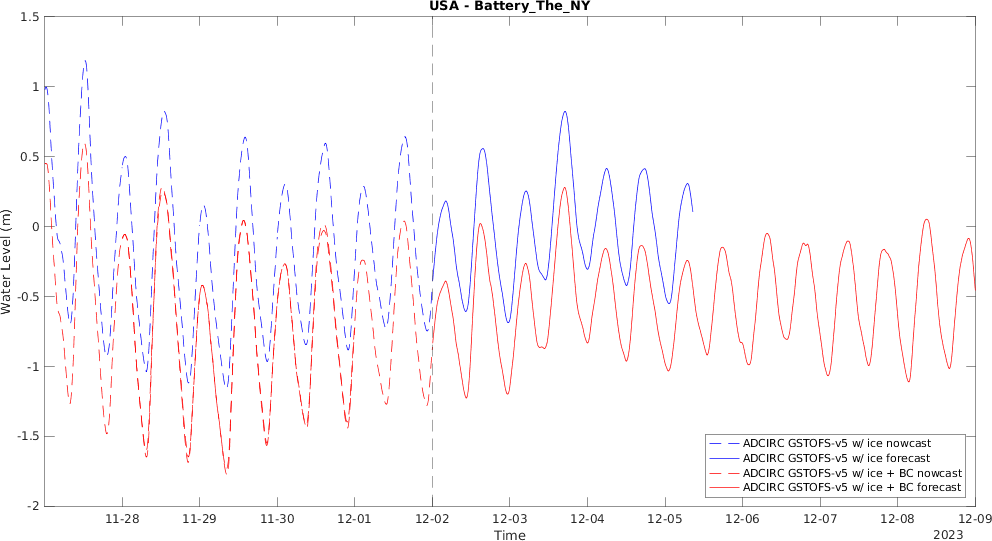 USA - Battery_The_NY
1.5
1
0.5
0
-0.5
-1
-1.5
-2
Water Level (m)
ADCIRC GSTOFS-v5 w/ ice nowcast
ADCIRC GSTOFS-v5 w/ ice forecast
ADCIRC GSTOFS-v5 w/ ice + BC nowcast
ADCIRC GSTOFS-v5 w/ ice + BC forecast
11-28 11-29 11-30 12-01 12-02 12-03 12-04 12-05 12-06 12-07 12-08 12-09
Time
2023